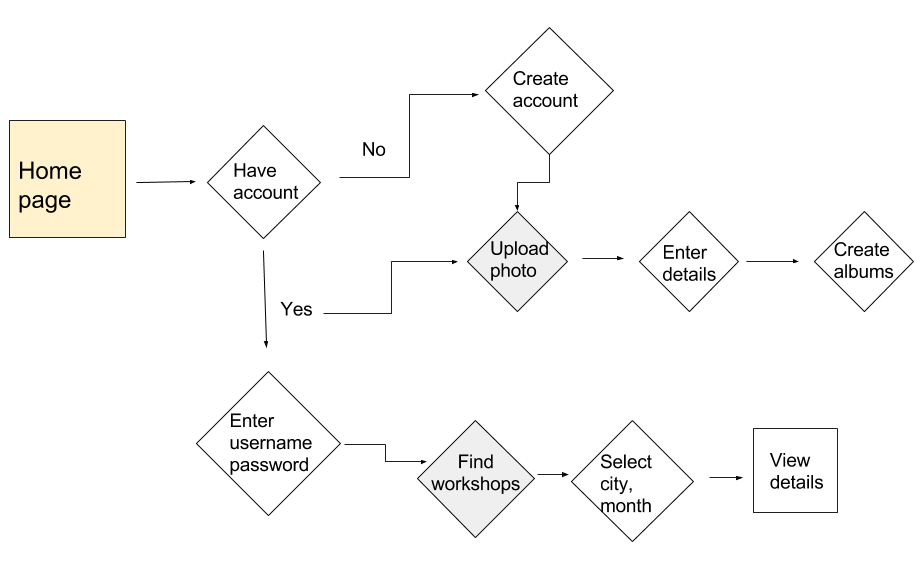 Home
page
Have
account
No
Create
account
Yes
Upload
photo
Enter
details
Create
albums
Enter
username
password
Find
workshops
Select
city,
month
View
details